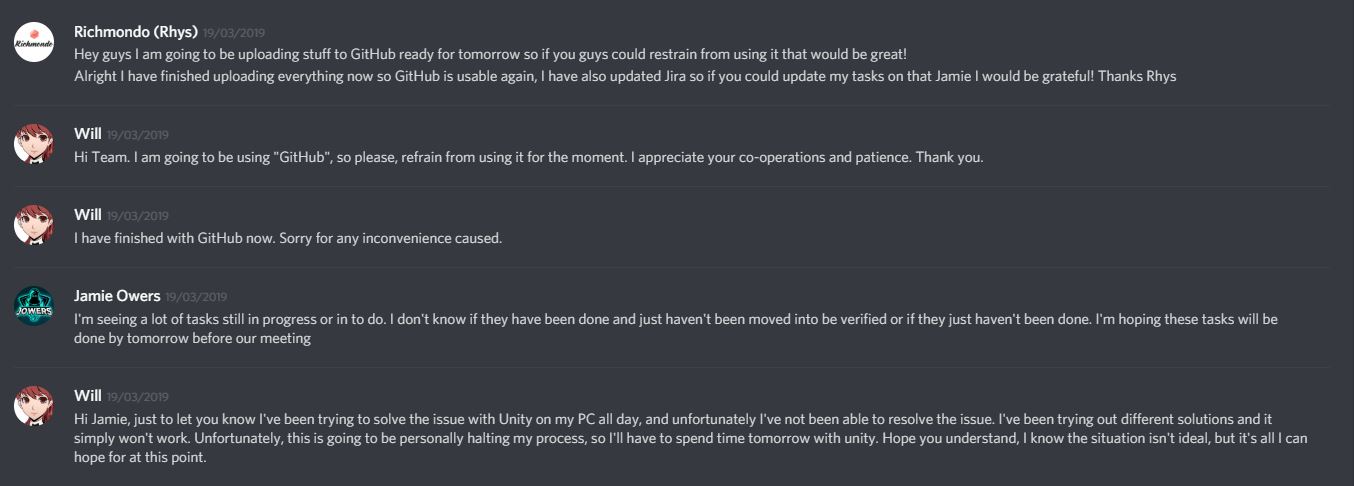 Richmondo
Richmondo (Rhys) 19/03/2019
Hey guys I am going to be uploading stuff to GitHub ready for tomorrow so if you guys could restrain from using it that would be great!
Alright I have finished uploading everything now so GitHub is usable again, I have also updated Jira so if you could update my tasks on that Jamie I would be grateful! Thanks Rhys
Will 19/03/2019
Hi Team. I am going to be using "GitHub", so please, refrain from using it for the moment. I appreciate your co-operations and patience. Thank you.
Will 19/03/2019
I have finished with GitHub now. Sorry for any inconvenience caused.
Jamie Owers 19/03/2019
JOWERS
I'm seeing a lot of tasks still in progress or in to do. I don't know if they have been done and just haven't been moved into be verified or if they just haven't been done. I'm hoping these tasks will be
done by tomorrow before our meeting
Will 19/03/2019
Hi Jamie, just to let you know I've been trying to solve the issue with Unity on my PC all day, and unfortunately I've not been able to resolve the issue. I've been trying out different solutions and it
simply won't work. Unfortunately, this is going to be personally halting my process, so I'll have to spend time tomorrow with unity. Hope you understand, I know the situation isn't ideal, but it's all I can
hope for at this point.